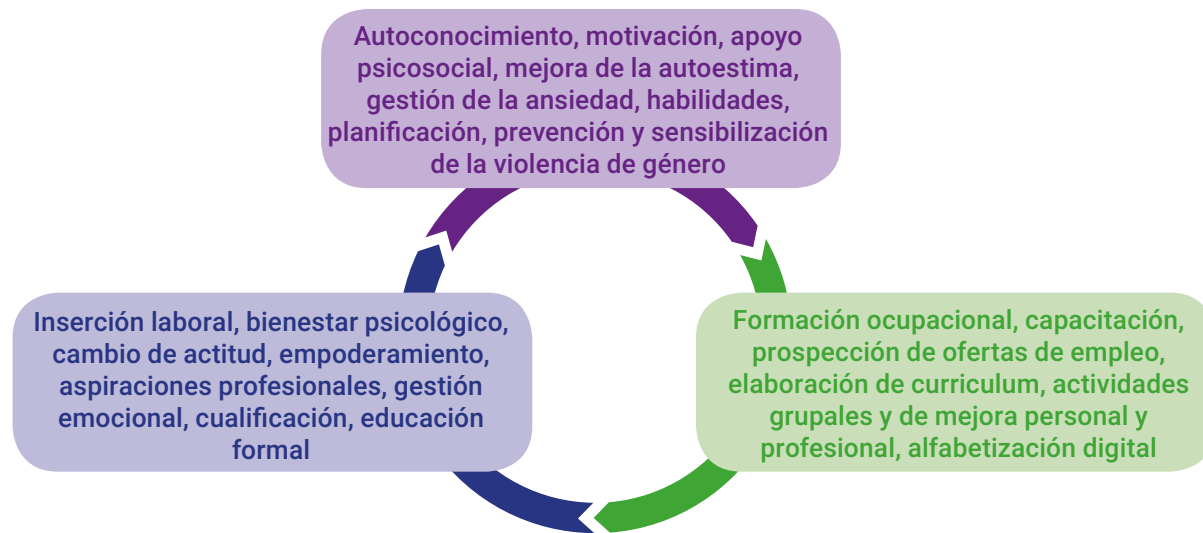 Autoconocimiento, motivación, apoyo
psicosocial, mejora de la autoestima,
gestión de la ansiedad, habilidades,
planificación, prevención y sensibilización
de la violencia de género
Inserción laboral, bienestar psicológico,
cambio de actitud, empoderamiento,
aspiraciones profesionales, gestión
emocional, cualificación, educación
formal
Formación ocupacional, capacitación,
prospección de ofertas de empleo,
elaboración de curriculum, actividades
grupales y de mejora personal y
profesional, alfabetización digital